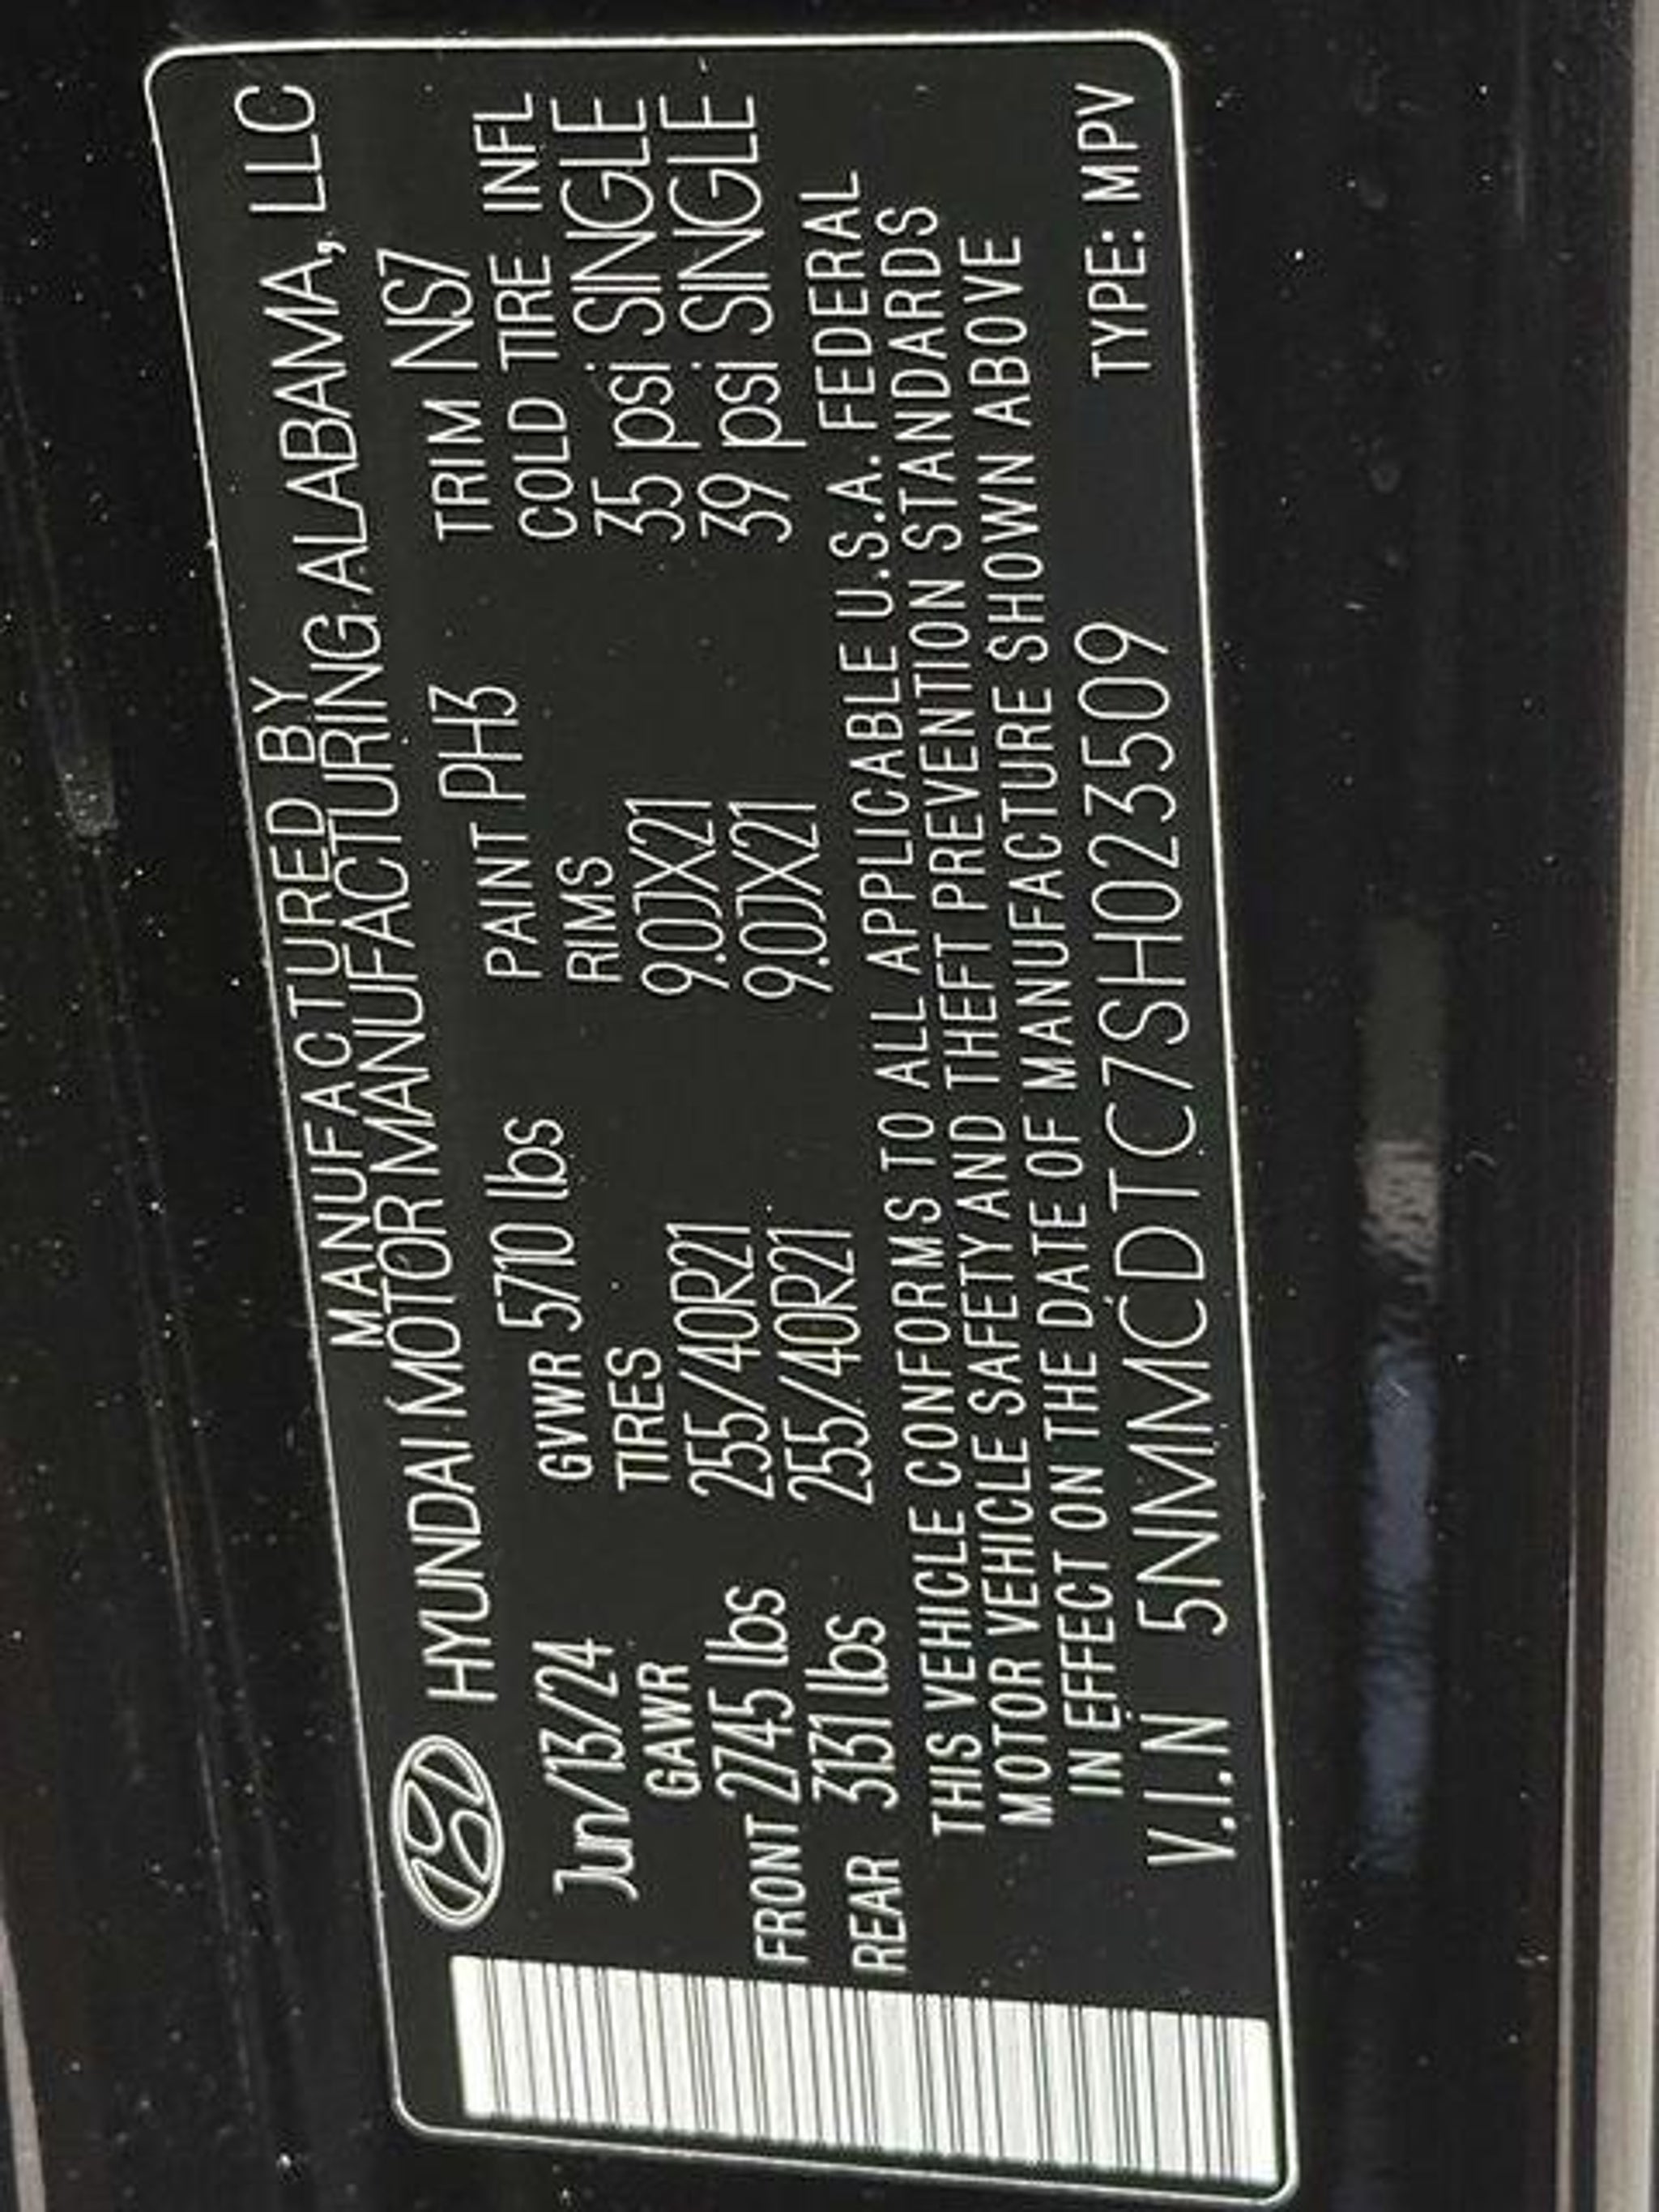 MANUFACTURED BY
HYUNDAI MOTOR MANUFACTURING ALABAMA, LLC
Jun/13/24 GVWR 5710 lbs PAINT PH3 TRIM NS7
GAWR TIRES RIMS COLD TIRE INFL
FRONT 2745 lbs 255/40R21 9.0JX21 35 psi SINGLE
REAR 3131 lbs 255/40R21 9.0JX21 39 psi SINGLE
THIS VEHICLE CONFORMS TO ALL APPLICABLE U.S.A. FEDERAL
MOTOR VEHICLE SAFETY AND THEFT PREVENTION STANDARDS
IN EFFECT ON THE DATE OF MANUFACTURE SHOWN ABOVE
V.I.N 5NMMCDTC7SH023509 TYPE: MPV